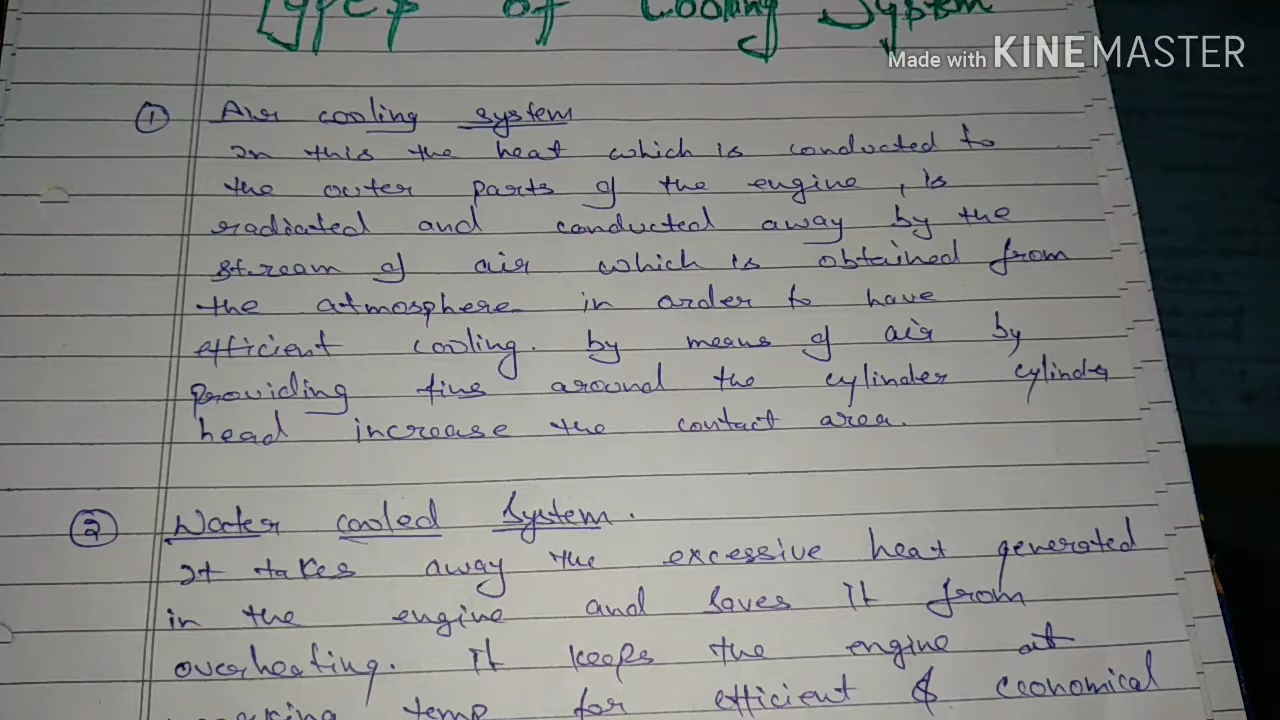 Types of Cooling System
Made with KINEMASTER
① Air cooling system
In this the heat which is conducted to
the outer parts of the engine, is
radiated and conducted away by the
stream of air which is obtained from
the atmosphere in order to have
efficient cooling. by means of air by
Providing fins around the cylinder cylinder
head increase the contact area.
② Water cooled System.
It takes away the excessive heat generated
in the engine and saves it from
overheating. It keeps the engine at
working temp for efficient & economical